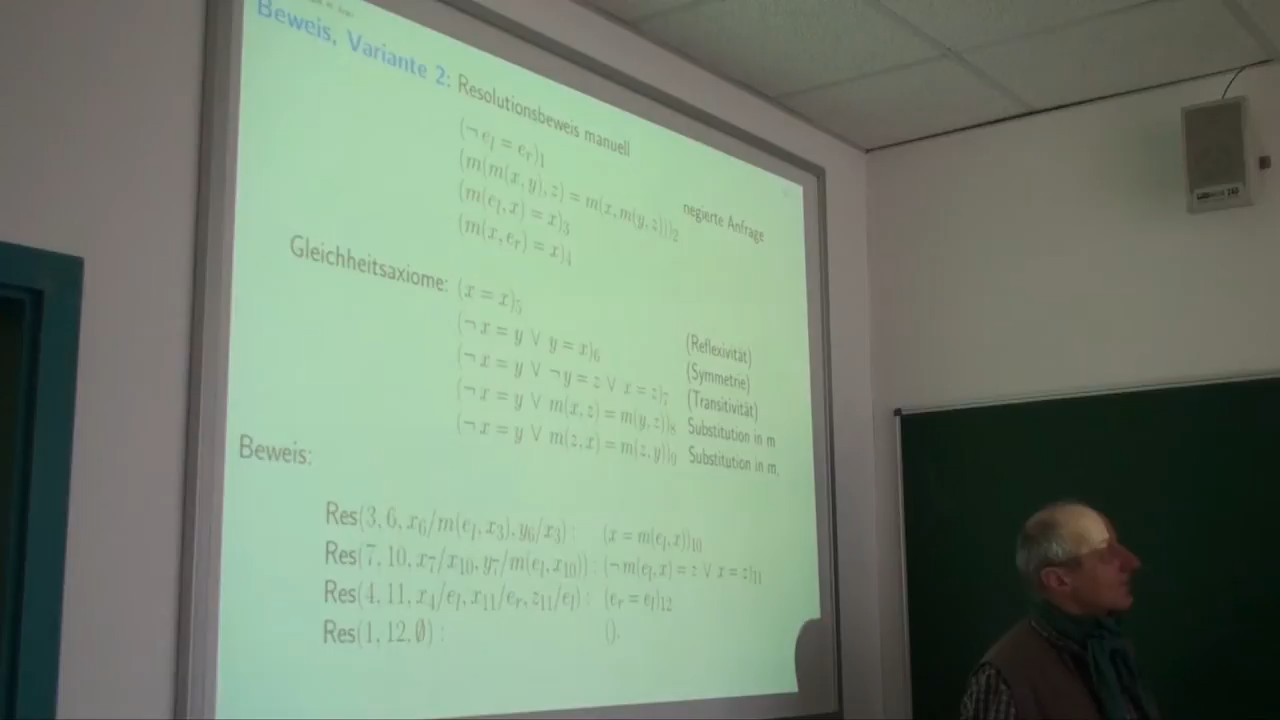 Beweis, Variante 2: Resolutionsbeweis manuell
(¬ e_l = e_r)_1 negierte Anfrage
(m(m(x, y), z) = m(x, m(y, z)))_2
(m(e_l, x) = x)_3
(m(x, e_r) = x)_4
Gleichheitsaxiome: (x = x)_5 (Reflexivität)
(¬ x = y ∨ y = x)_6 (Symmetrie)
(¬ x = y ∨ ¬ y = z ∨ x = z)_7 (Transitivität)
(¬ x = y ∨ m(x, z) = m(y, z))_8 Substitution in m
(¬ x = y ∨ m(z, x) = m(z, y))_9 Substitution in m,
Beweis:
Res(3, 6, x_6/m(e_l, x_3), y_6/x_3) : (x = m(e_l, x))_10
Res(7, 10, x_7/x_10, y_7/m(e_l, x_10)) : (¬ m(e_l, x) = z ∨ x = z)_11
Res(4, 11, x_4/e_l, x_11/e_r, z_11/e_l) : (e_r = e_l)_12
Res(1, 12, ∅) : ().